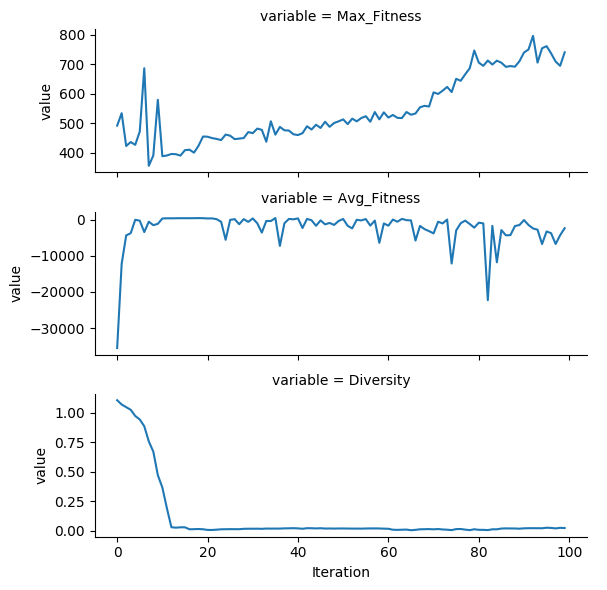 variable = Max_Fitness
800
700
600
500
400
value
variable = Avg_Fitness
0
−10000
−20000
−30000
value
variable = Diversity
1.00
0.75
0.50
0.25
0.00
value
0 20 40 60 80 100
Iteration